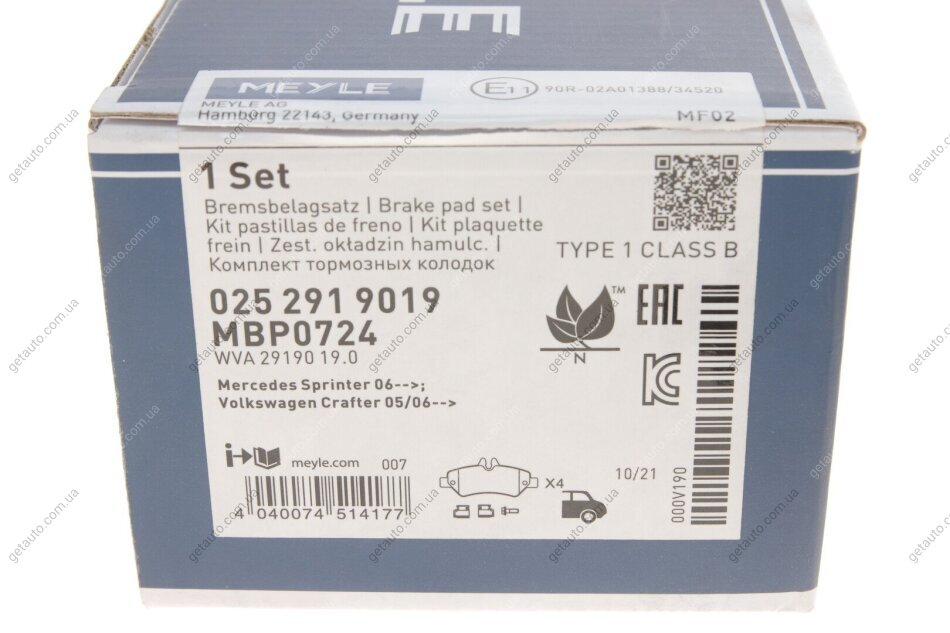 MEYLE
MEYLE AG
Hamburg 22143, Germany
E11 90R-02A01388/34520
MF02
1 Set
Bremsbelagsatz | Brake pad set |
Kit pastillas de freno | Kit plaquette
frein | Zest. okładzin hamulc. |
Комплект тормозных колодок
TYPE 1 CLASS B
025 291 9019
MBP0724
WVA 29190 19.0
TM
N
EAC
Mercedes Sprinter 06-->;
Volkswagen Crafter 05/06-->
meyle.com 007
X4
10/21
000V190
4 040074 514177
getauto.com.ua